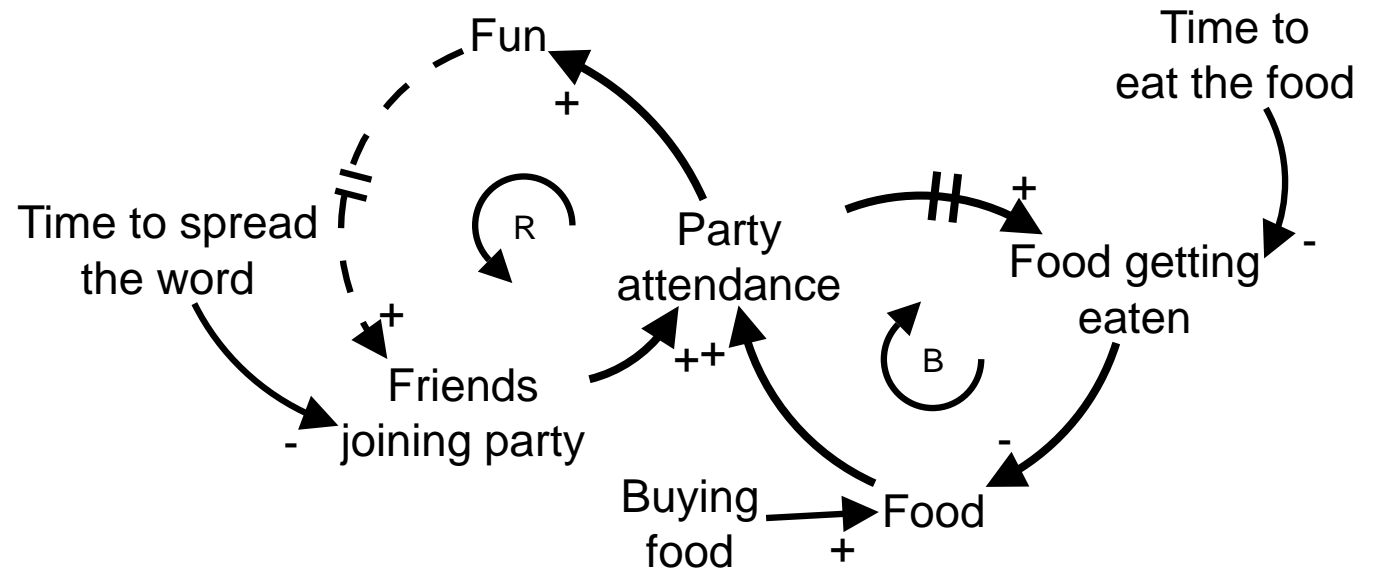 Fun
+
Time to
eat the food
-
Time to spread
the word
-
R
+
Friends
joining party
Party
attendance
+
+
+
Food getting
eaten
B
-
Food
Buying
food
+